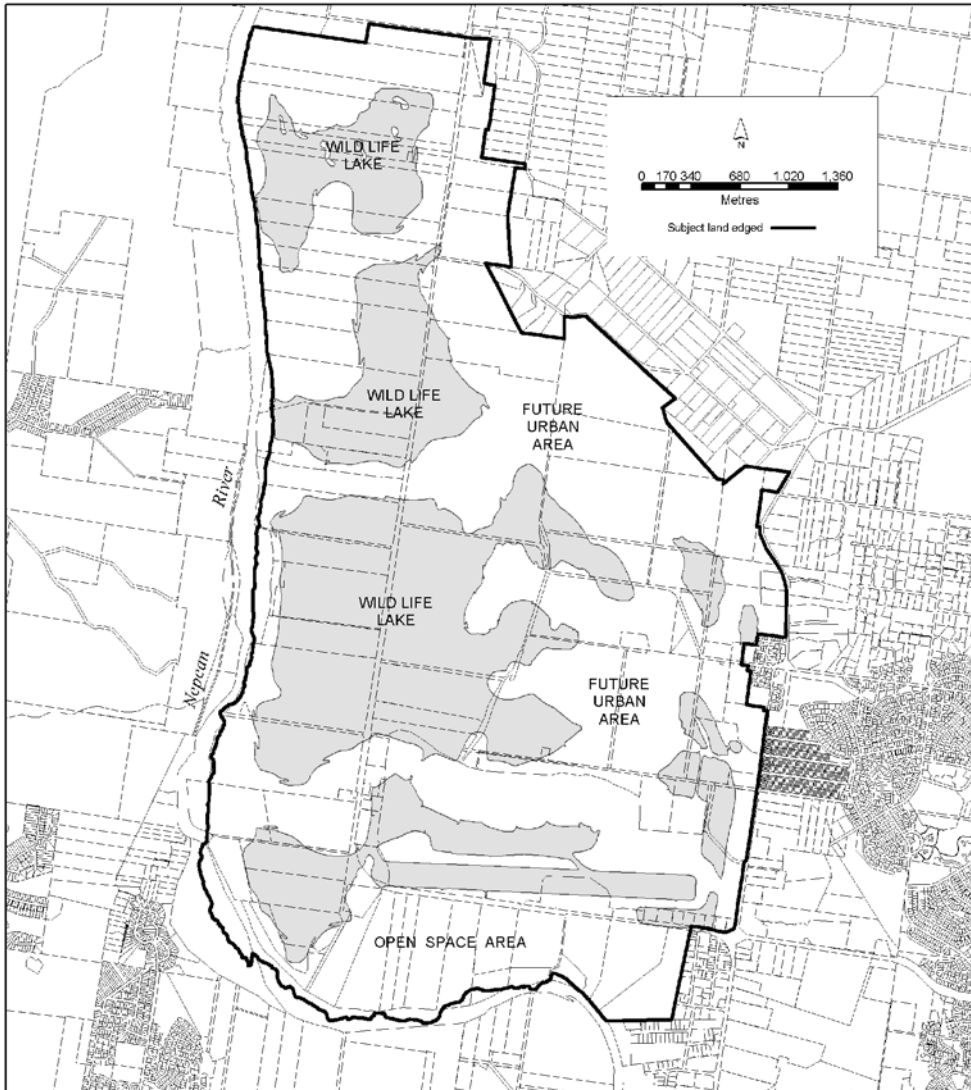 WILD LIFE
LAKE
N
0 170 340 680 1,020 1,360
Metres
Subject land edged
WILD LIFE
LAKE
FUTURE
URBAN
AREA
River
WILD LIFE
LAKE
Nepcan
FUTURE
URBAN
AREA
OPEN SPACE AREA